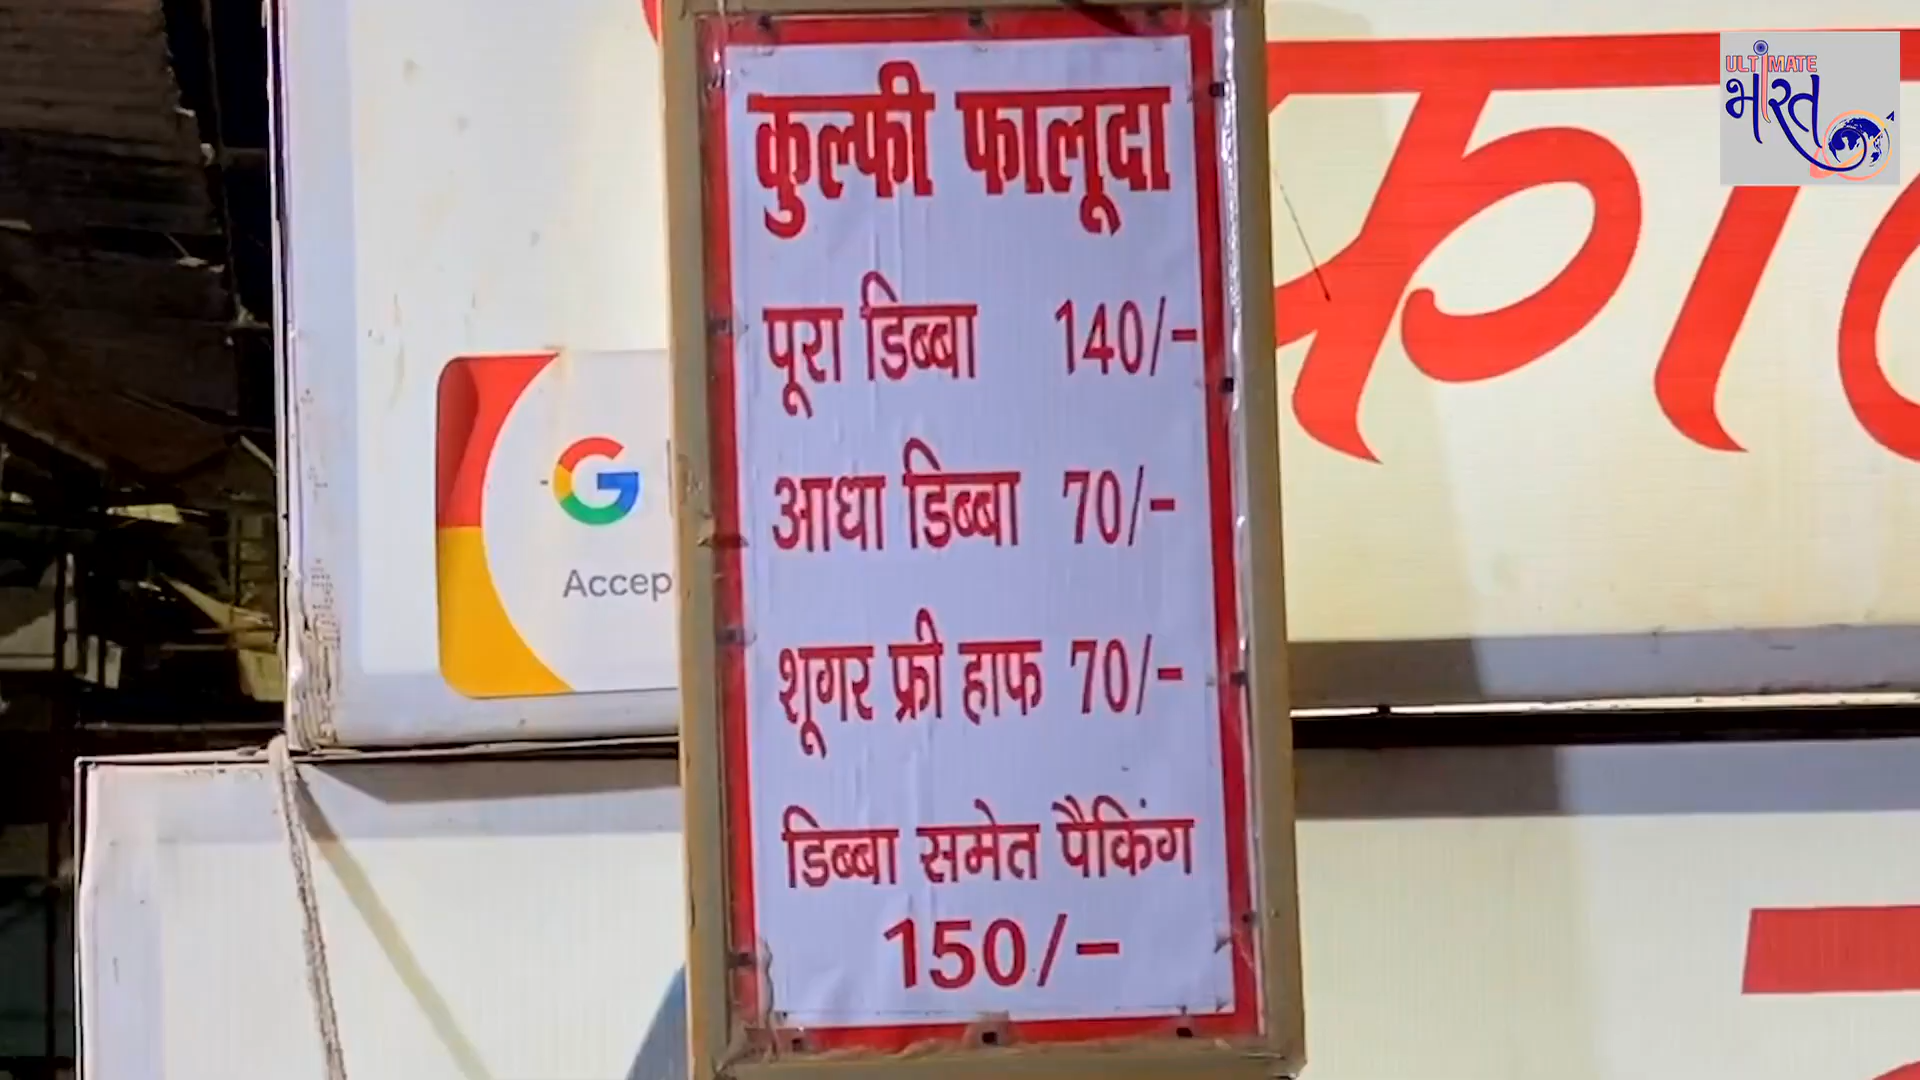 ULTIMATE
भारत
कुल्फी फालूदा
पूरा डिब्बा 140/-
आधा डिब्बा 70/-
शूगर फ्री हाफ 70/-
डिब्बा समेत पैकिंग
150/-
G
Accep